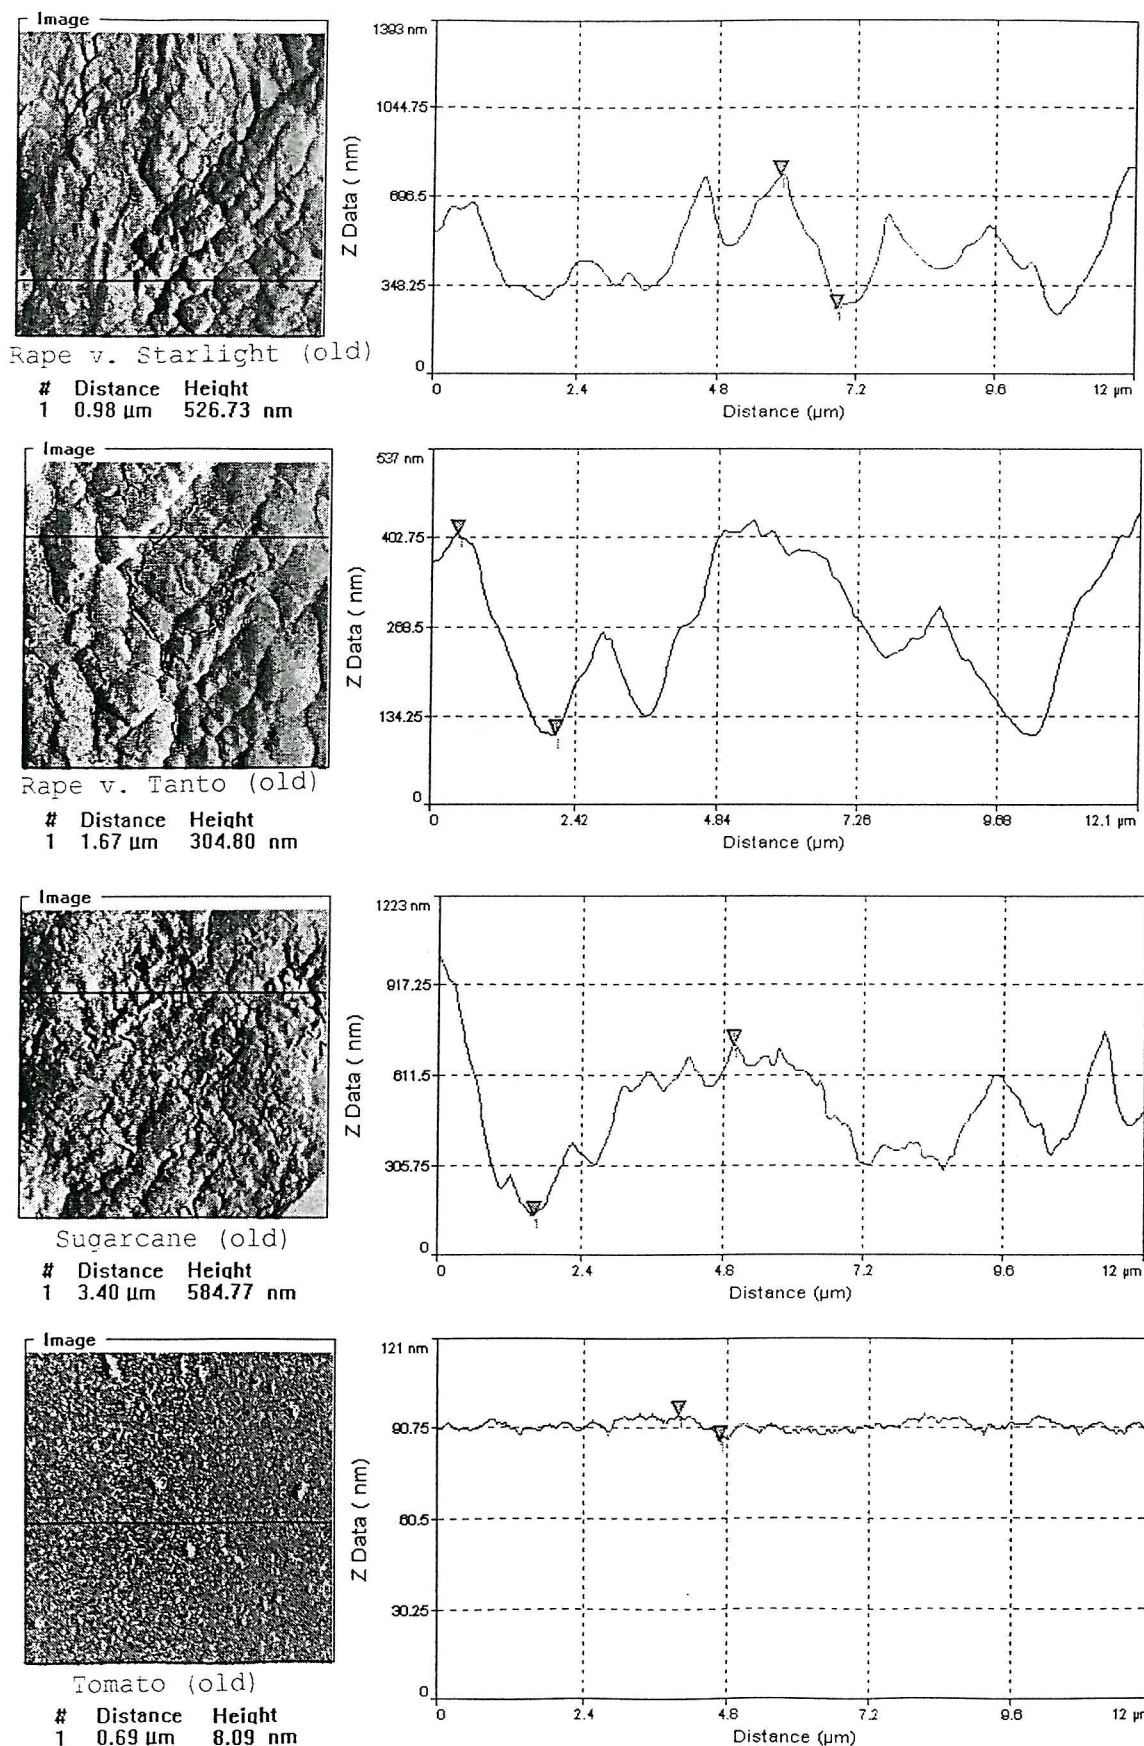 Image
Rape v. Starlight (old)
# Distance Height
1 0.98 µm 526.73 nm
1393 nm
1044.75
696.5
348.25
0
Z Data ( nm)
0 2.4 4.8 7.2 9.6 12 µm
Distance (µm)
Image
Rape v. Tanto (old)
# Distance Height
1 1.67 µm 304.80 nm
537 nm
402.75
268.5
134.25
0
Z Data ( nm)
0 2.42 4.84 7.26 9.68 12.1 µm
Distance (µm)
Image
Sugarcane (old)
# Distance Height
1 3.40 µm 584.77 nm
1223 nm
917.25
611.5
305.75
0
Z Data ( nm)
0 2.4 4.8 7.2 9.6 12 µm
Distance (µm)
Image
Tomato (old)
# Distance Height
1 0.69 µm 8.09 nm
121 nm
90.75
60.5
30.25
0
Z Data ( nm)
0 2.4 4.8 7.2 9.6 12 µm
Distance (µm)